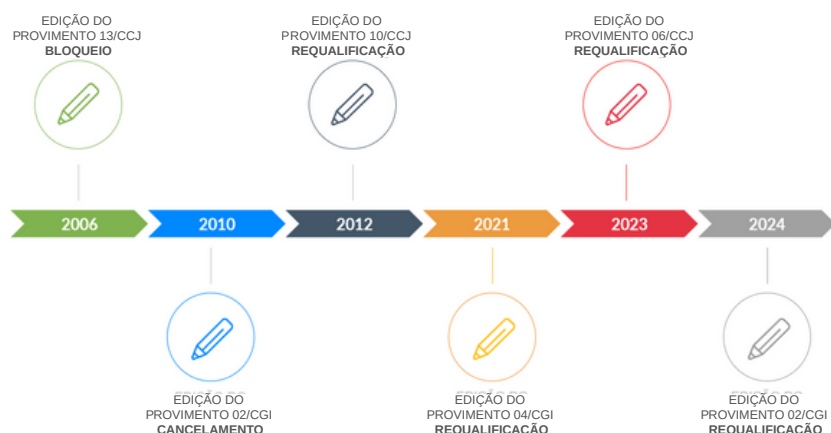 EDIÇÃO DO
PROVIMENTO 13/CCJ
BLOQUEIO
EDIÇÃO DO
PROVIMENTO 10/CCJ
REQUALIFICAÇÃO
EDIÇÃO DO
PROVIMENTO 06/CCJ
REQUALIFICAÇÃO
2006
2010
2012
2021
2023
2024
EDIÇÃO DO
PROVIMENTO 02/CGI
CANCELAMENTO
EDIÇÃO DO
PROVIMENTO 04/CGI
REQUALIFICAÇÃO
EDIÇÃO DO
PROVIMENTO 02/CGI
REQUALIFICAÇÃO